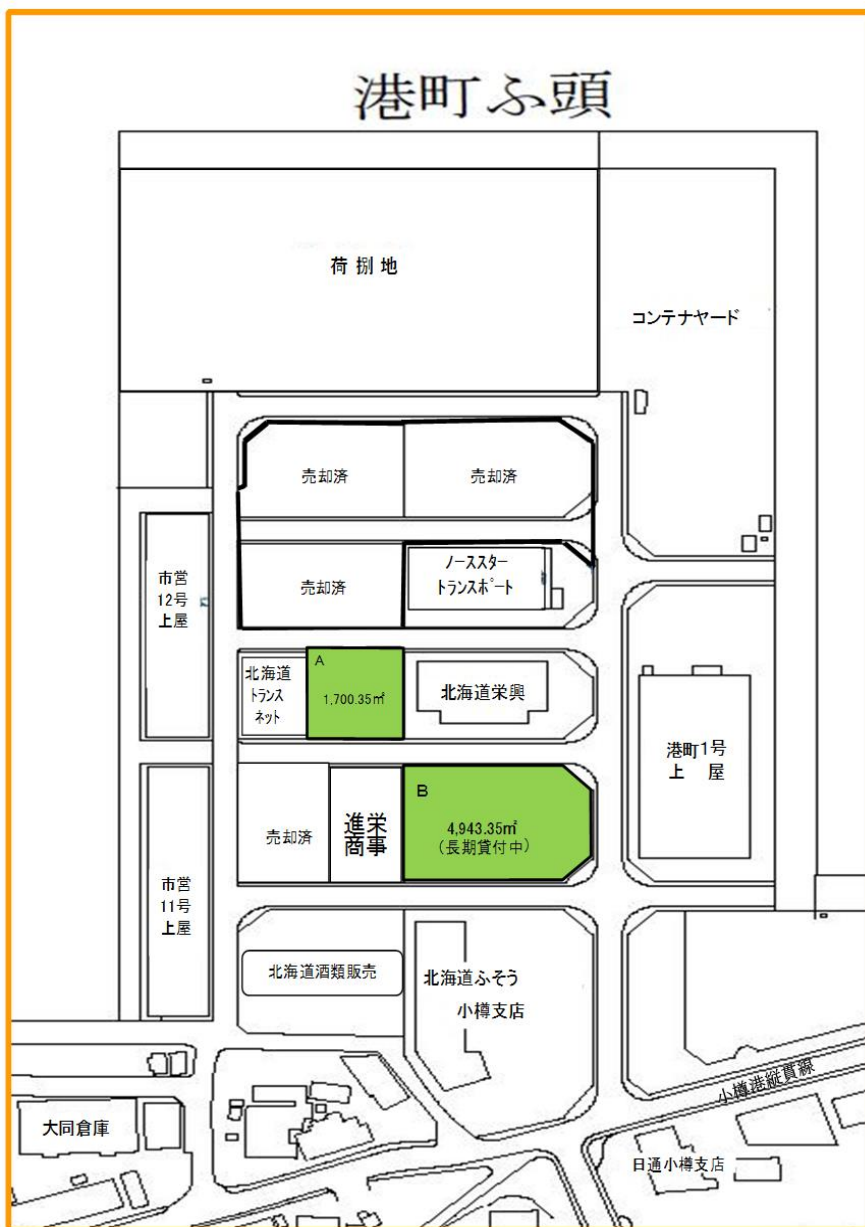 港町ふ頭
荷捌地
コンテナヤード
売却済
売却済
売却済
ノーススター
トランスポート
市営
12号
上屋
北海道
トランス
ネット
A
1,700.35㎡
北海道栄興
港町1号
上 屋
売却済
進栄
商事
B
4,943.35㎡
(長期貸付中)
市営
11号
上屋
北海道酒類販売
北海道ふそう
小樽支店
小樽港縦貫線
大同倉庫
日通小樽支店